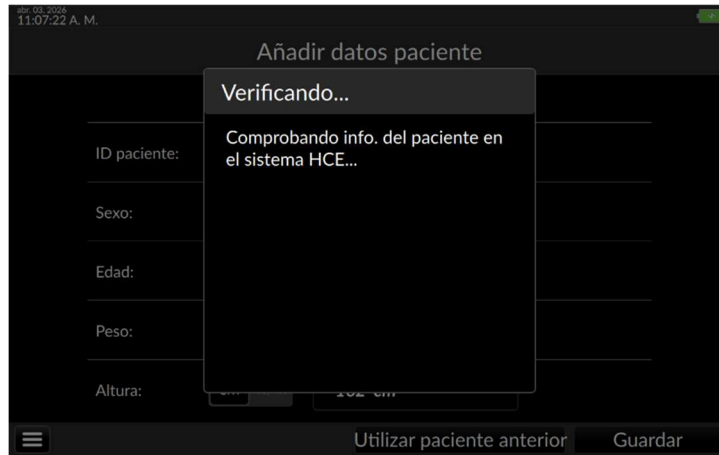 abr. 03, 2026
11:07:22 A. M.
Añadir datos paciente
Verificando...
Comprobando info. del paciente en
el sistema HCE...
ID paciente:
Sexo:
Edad:
Peso:
Altura:
Utilizar paciente anterior
Guardar